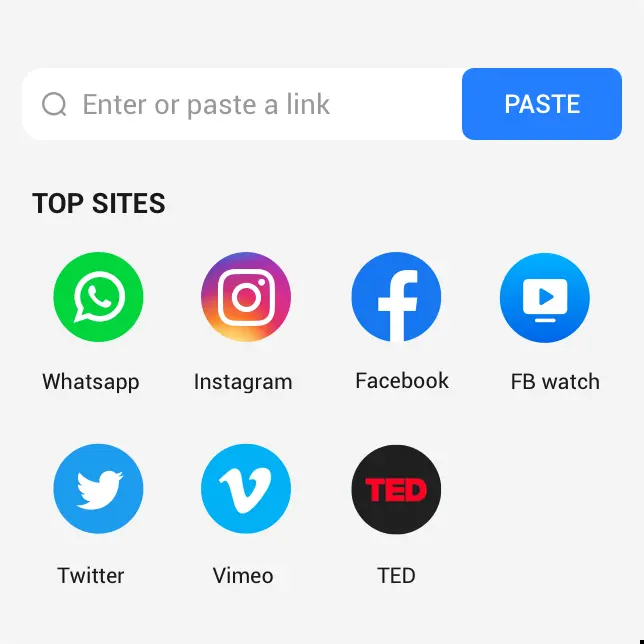 Enter or paste a link PASTE
TOP SITES
Whatsapp Instagram Facebook FB watch
TED
Twitter Vimeo TED